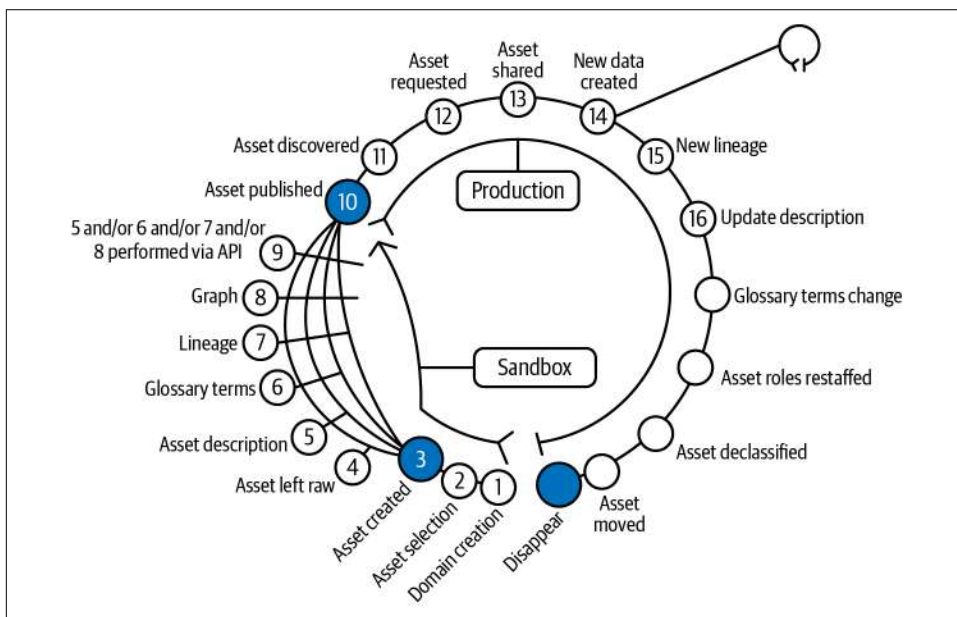 Asset
requested
Asset
shared
New data
created
12
13
14
Asset discovered
11
15
New lineage
Asset published
10
Production
16
Update description
5 and/or 6 and/or 7 and/or
8 performed via API
9
Graph
8
Glossary terms change
Lineage
7
Sandbox
Glossary terms
6
Asset roles restaffed
Asset description
5
Asset declassified
Asset left raw
4
Asset created
3
Asset selection
2
Domain creation
1
Disappear
Asset
moved